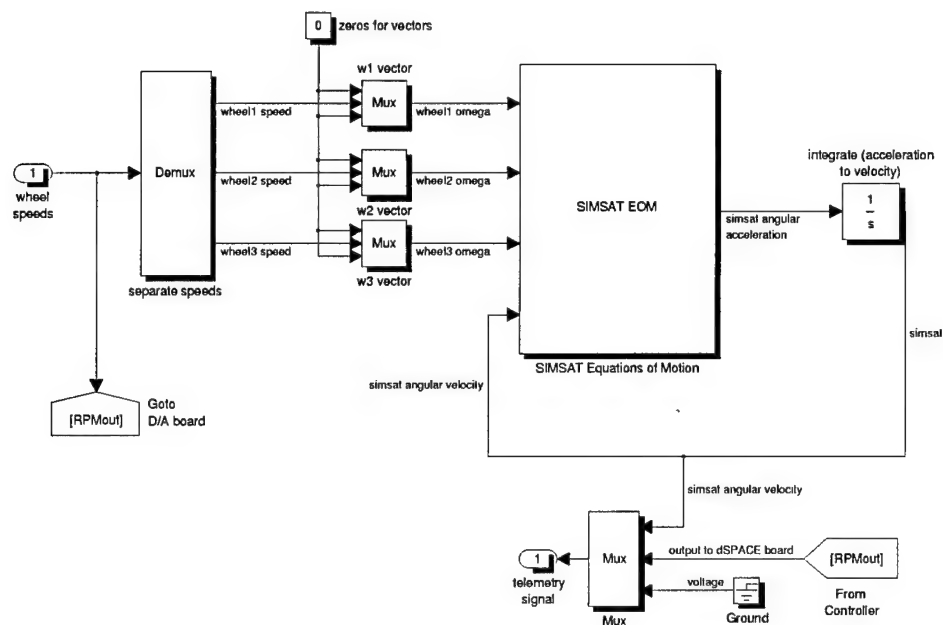 0
zeros for vectors
w1 vector
Mux
wheel1 speed
wheel1 omega
Demux
1
wheel
speeds
wheel2 speed
Mux
wheel2 omega
w2 vector
SIMSAT EOM
integrate (acceleration
to velocity)
1
s
simsat angular
acceleration
wheel3 speed
Mux
wheel3 omega
w3 vector
separate speeds
simsat
SIMSAT Equations of Motion
simsat angular velocity
[RPMout]
Goto
D/A board
simsat angular velocity
1
telemetry
signal
Mux
output to dSPACE board
[RPMout]
voltage
From
Controller
Ground
Mux